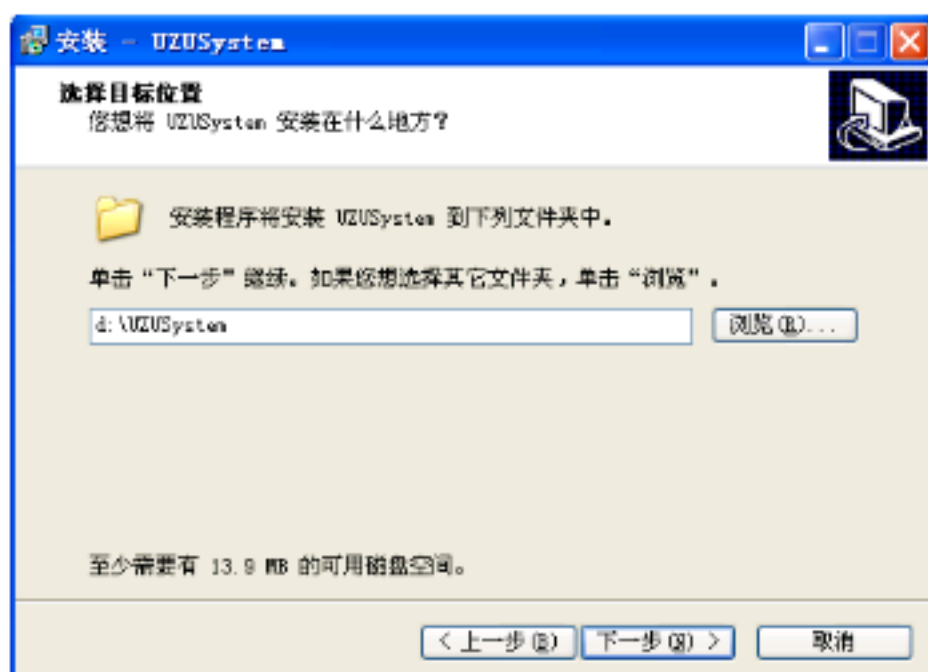 安装 - UZUSystem
选择目标位置
您想将 UZUSystem 安装在什么地方？
安装程序将安装 UZUSystem 到下列文件夹中。
单击“下一步”继续。如果您想选择其它文件夹，单击“浏览”。
d:\UZUSystem
浏览(R)...
至少需要有 13.9 MB 的可用磁盘空间。
< 上一步(B)
下一步(N) >
取消